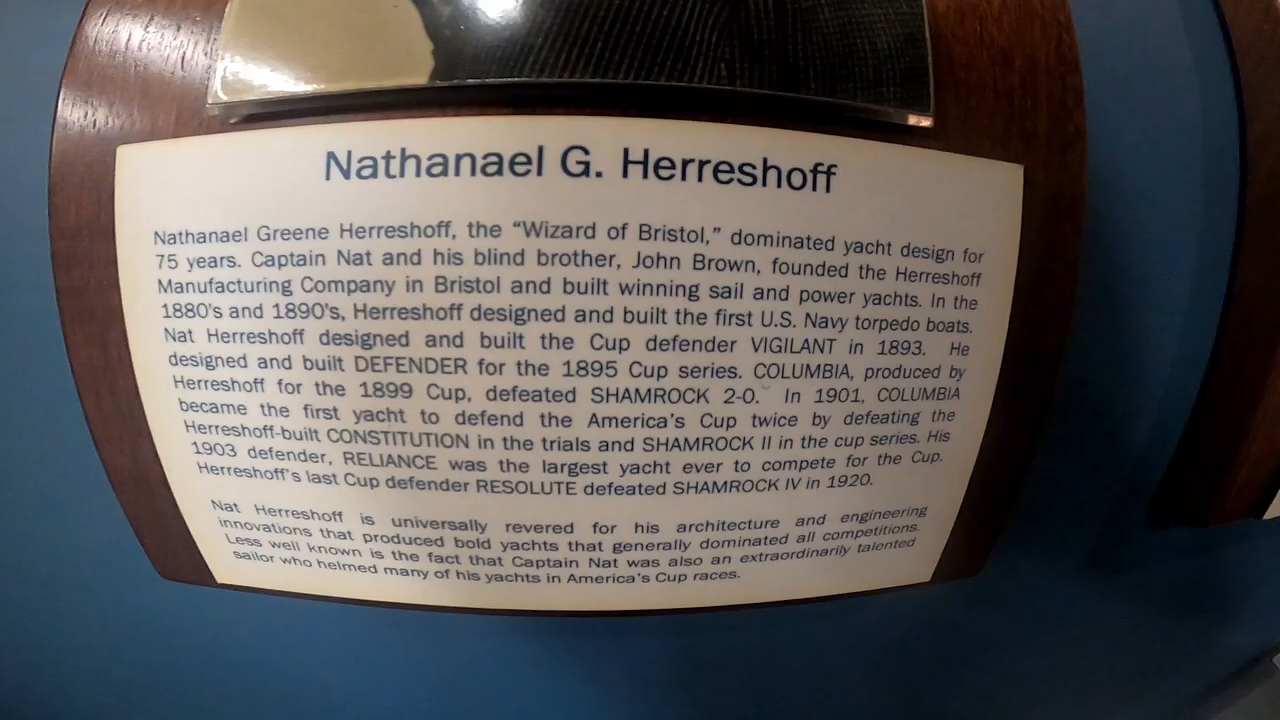 Nathanael G. Herreshoff
Nathanael Greene Herreshoff, the “Wizard of Bristol,” dominated yacht design for
75 years. Captain Nat and his blind brother, John Brown, founded the Herreshoff
Manufacturing Company in Bristol and built winning sail and power yachts. In the
1880's and 1890's, Herreshoff designed and built the first U.S. Navy torpedo boats.
Nat Herreshoff designed and built the Cup defender VIGILANT in 1893. He
designed and built DEFENDER for the 1895 Cup series. COLUMBIA, produced by
Herreshoff for the 1899 Cup, defeated SHAMROCK 2-0. In 1901, COLUMBIA
became the first yacht to defend the America's Cup twice by defeating the
Herreshoff-built CONSTITUTION in the trials and SHAMROCK II in the cup series. His
1903 defender, RELIANCE was the largest yacht ever to compete for the Cup.
Herreshoff's last Cup defender RESOLUTE defeated SHAMROCK IV in 1920.
Nat Herreshoff is universally revered for his architecture and engineering
innovations that produced bold yachts that generally dominated all competitions.
Less well known is the fact that Captain Nat was also an extraordinarily talented
sailor who helmed many of his yachts in America's Cup races.